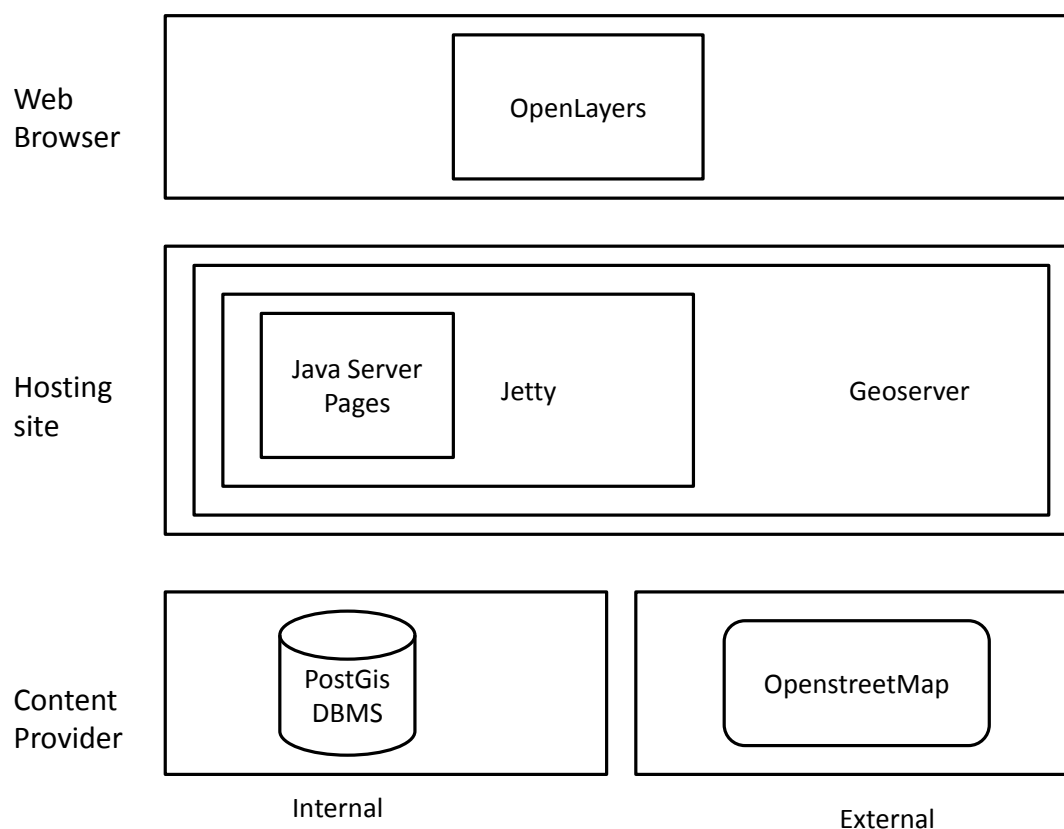 Web
Browser
OpenLayers
Hosting
site
Java Server
Pages
Jetty
Geoserver
Content
Provider
PostGis
DBMS
OpenstreetMap
Internal
External